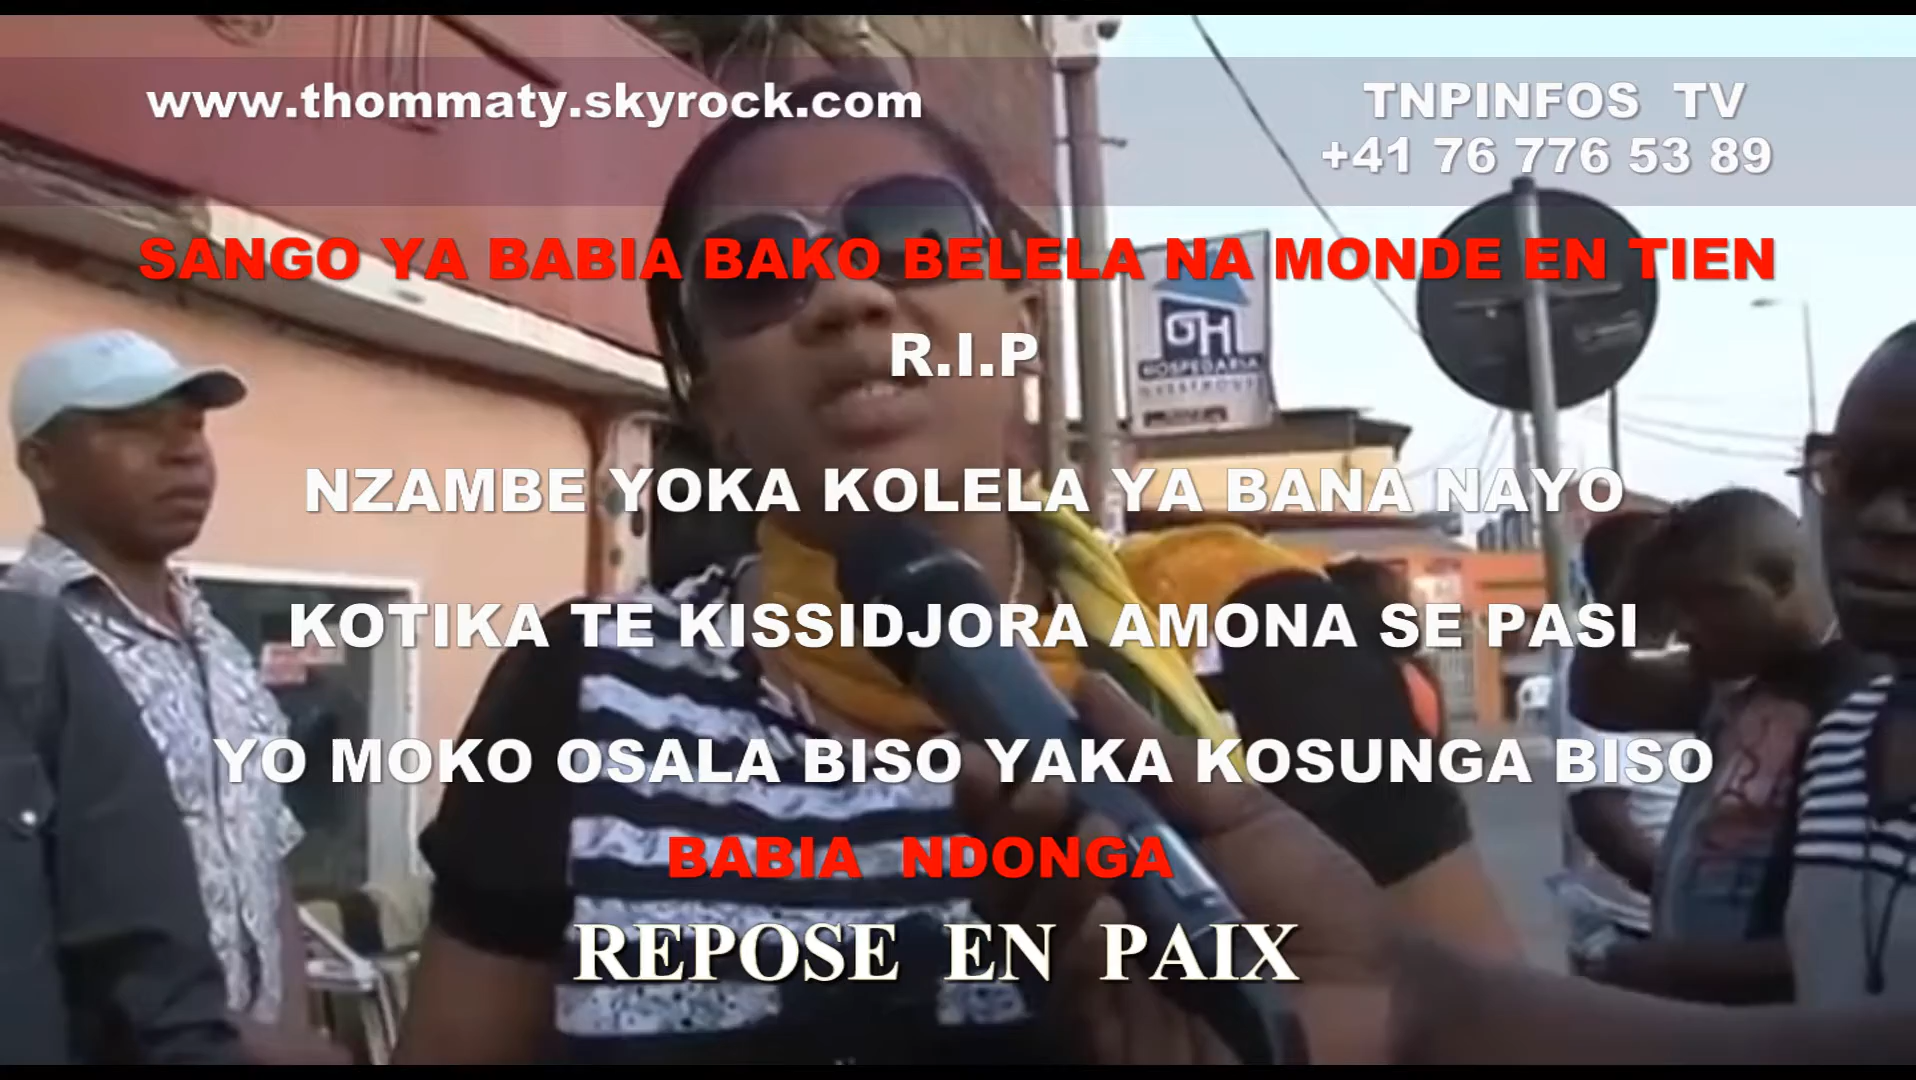 www.thommaty.skyrock.com
TNPINFOS TV
+41 76 776 53 89
SANGO YA BABIA BAKO BELELA NA MONDE EN TIEN
R.I.P
GH
HOSPEDARIA
NZAMBE YOKA KOLELA YA BANA NAYO
KOTIKA TE KISSIDJORA AMONA SE PASI
YO MOKO OSALA BISO YAKA KOSUNGA BISO
BABIA NDONGA
REPOSE EN PAIX